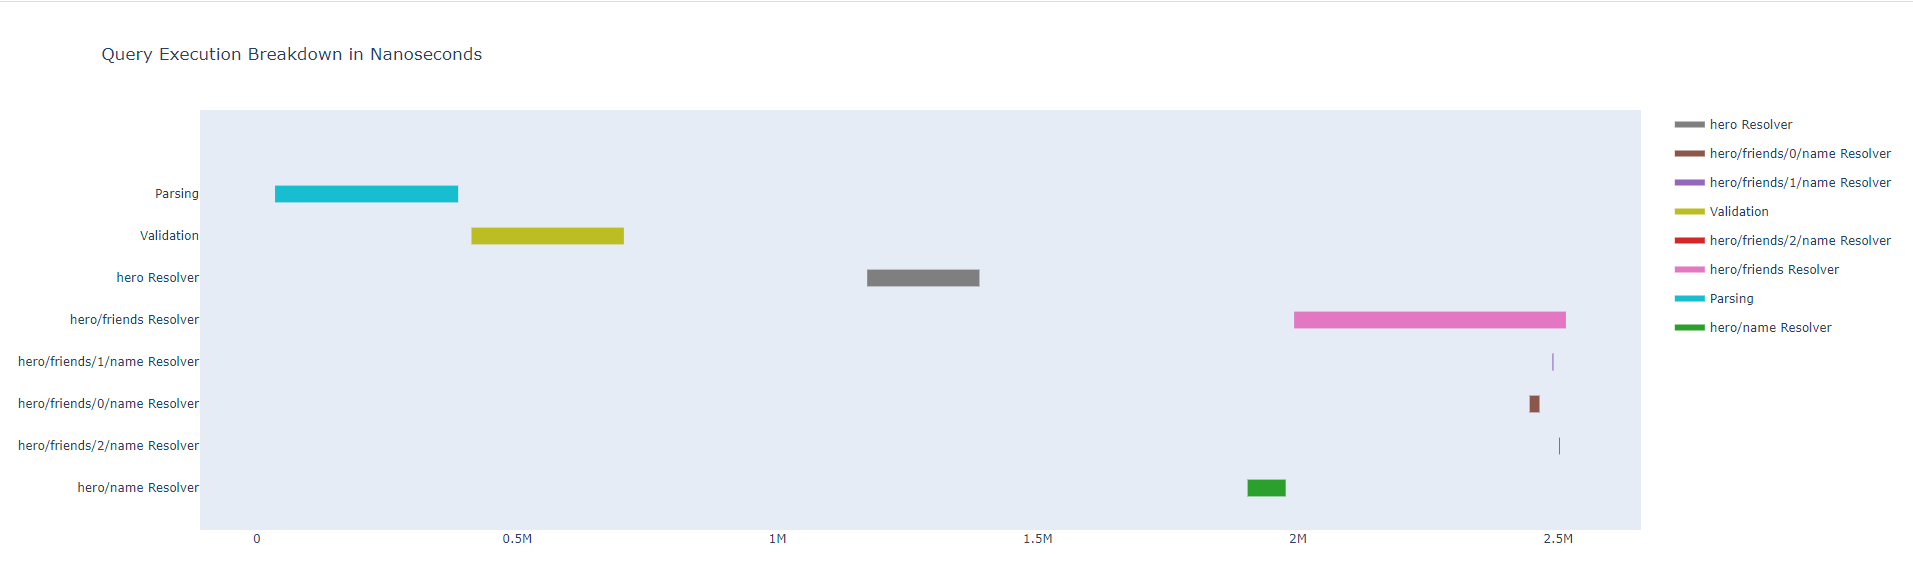 Query Execution Breakdown in Nanoseconds
Parsing
Validation
hero Resolver
hero/friends Resolver
hero/friends/1/name Resolver
hero/friends/0/name Resolver
hero/friends/2/name Resolver
hero/name Resolver
0 0.5M 1M 1.5M 2M 2.5M
hero Resolver
hero/friends/0/name Resolver
hero/friends/1/name Resolver
Validation
hero/friends/2/name Resolver
hero/friends Resolver
Parsing
hero/name Resolver